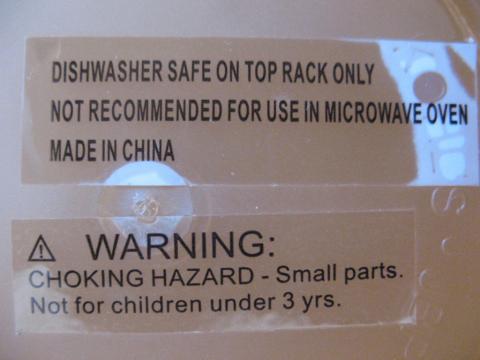 DISHWASHER SAFE ON TOP RACK ONLY
NOT RECOMMENDED FOR USE IN MICROWAVE OVEN
MADE IN CHINA
WARNING:
CHOKING HAZARD - Small parts.
Not for children under 3 yrs.